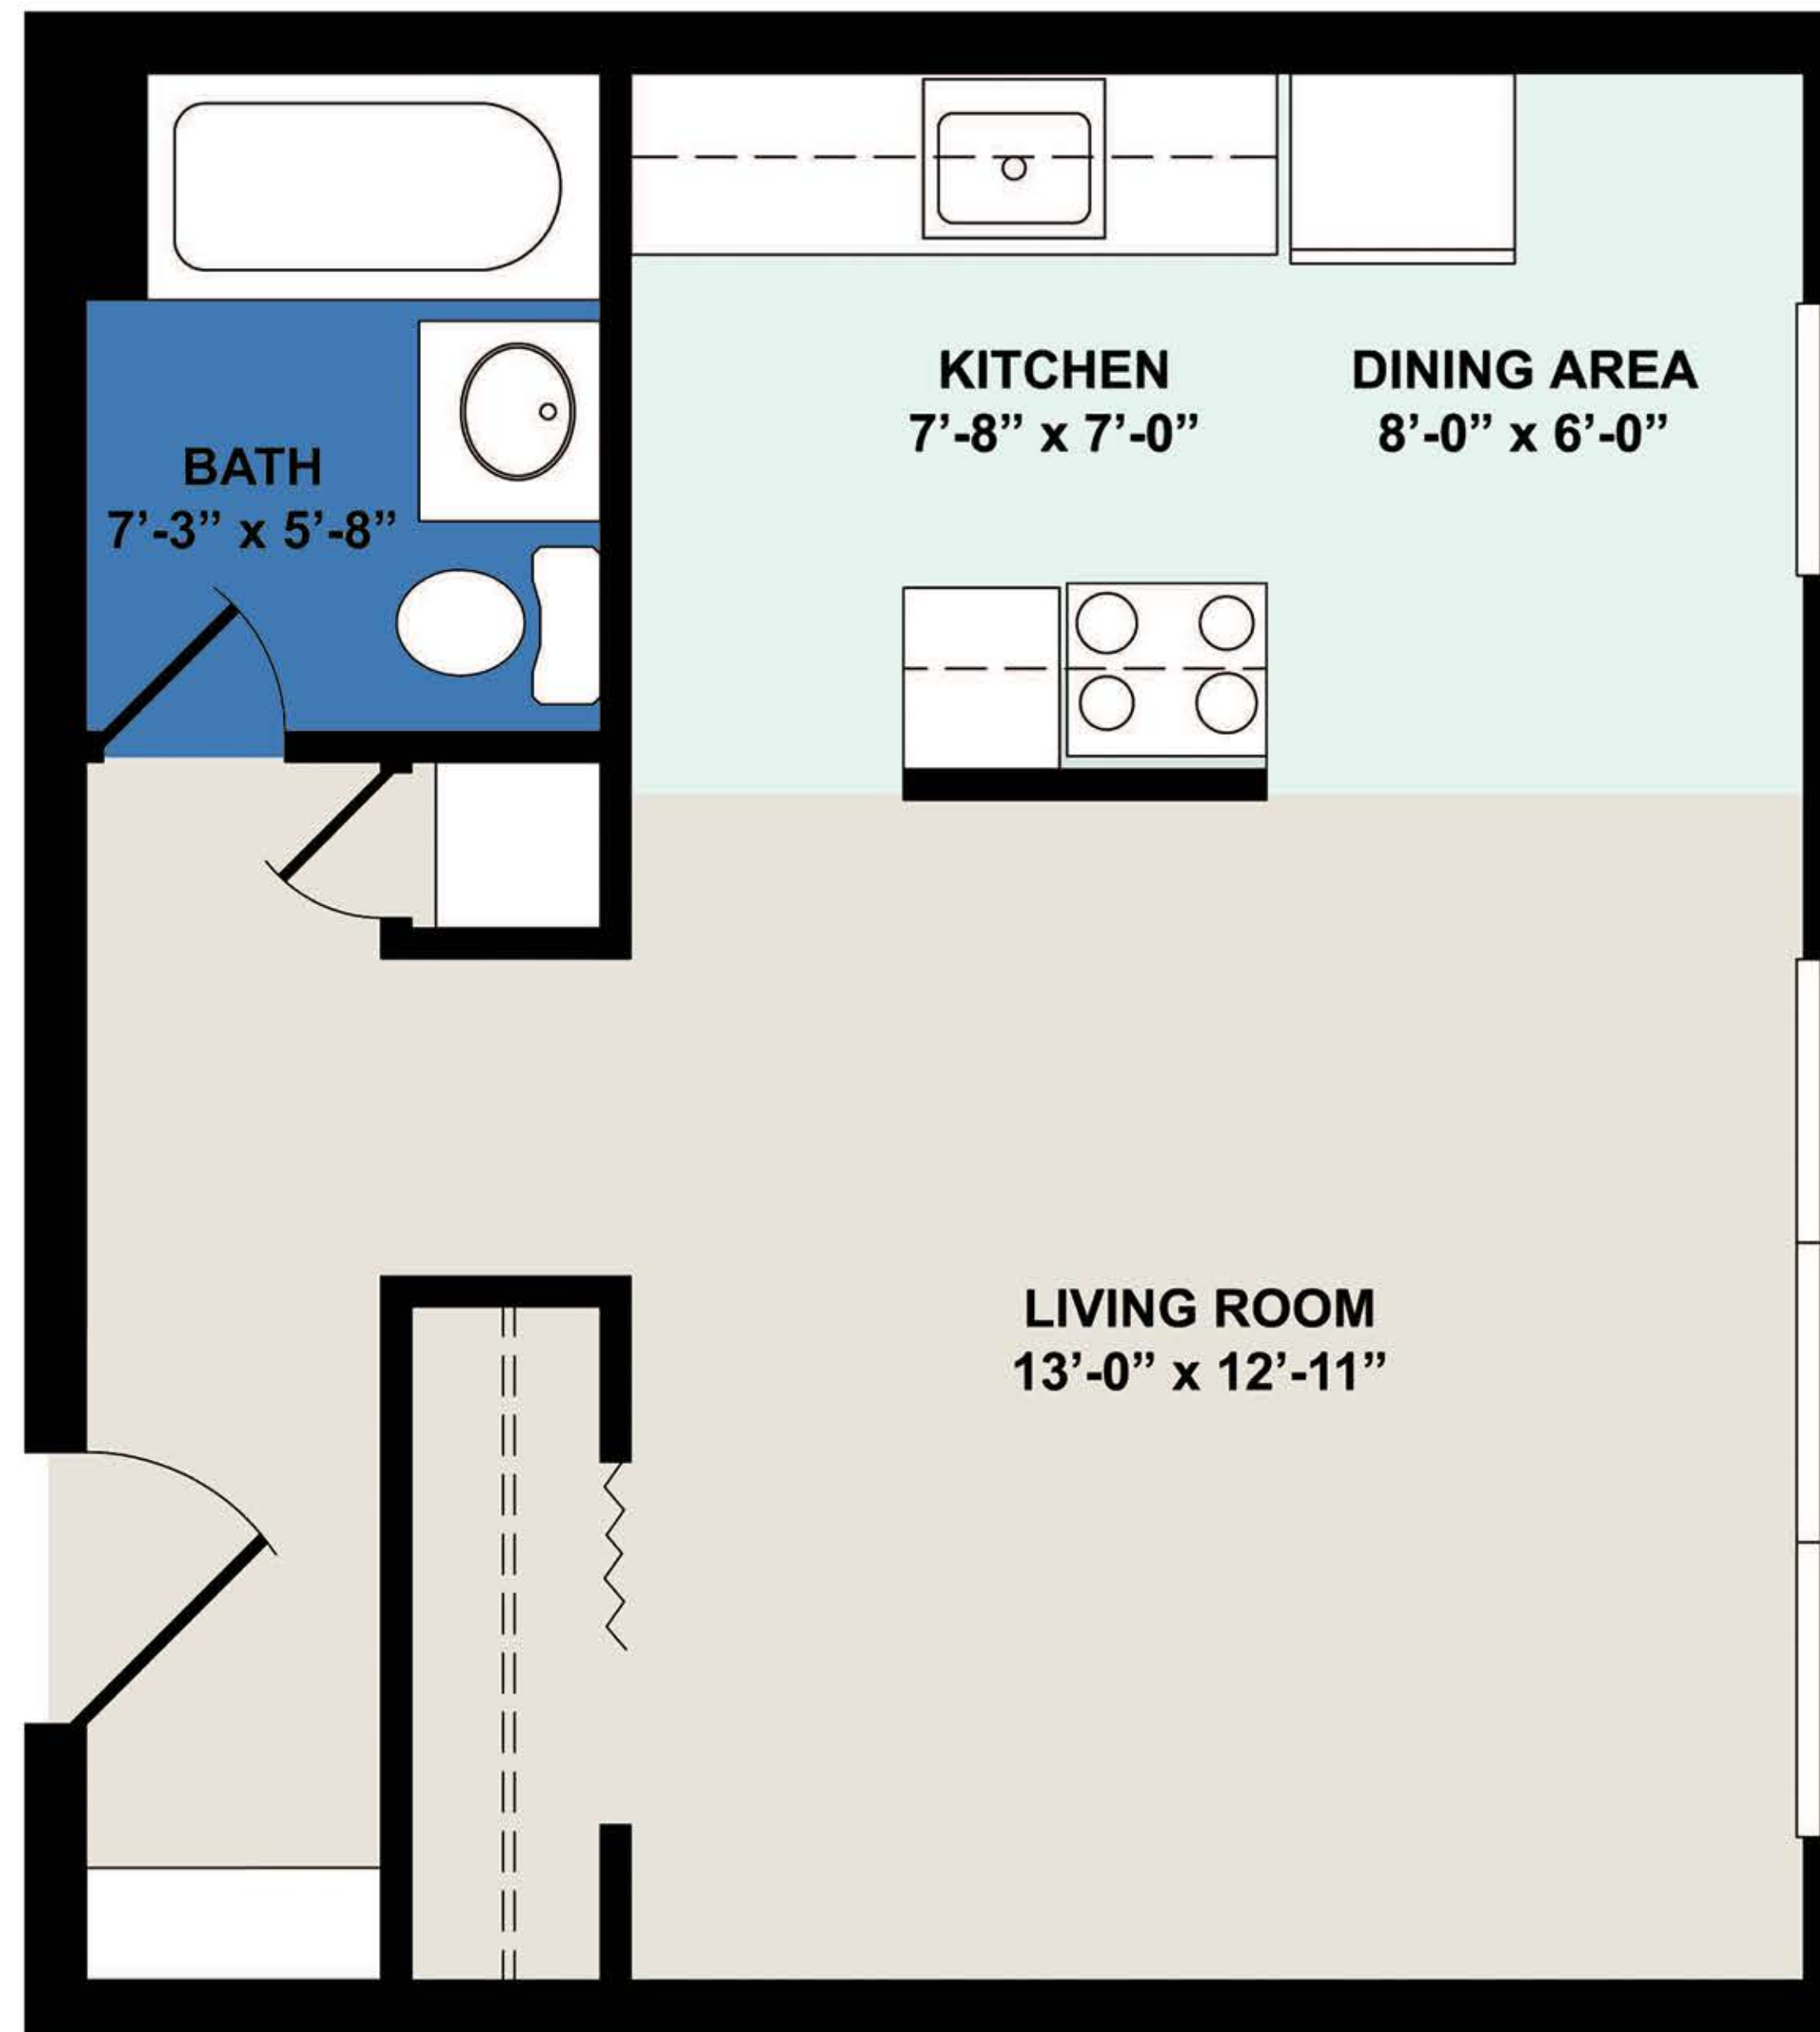 KITCHEN
7’-8” x 7’-0”
DINING AREA
8’-0” x 6’-0”
BATH
7’-3” x 5’-8”
LIVING ROOM
13’-0” x 12’-11”